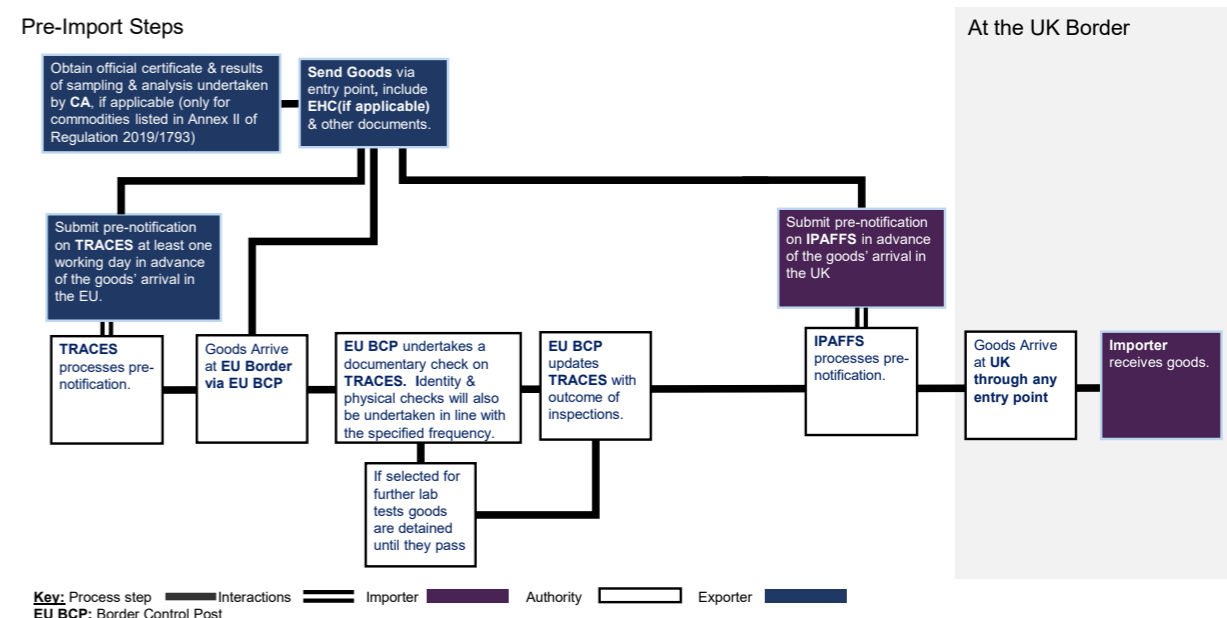 Pre-Import Steps
At the UK Border
Obtain official certificate & results
of sampling & analysis undertaken
by CA, if applicable (only for
commodities listed in Annex II of
Regulation 2019/1793)
Send Goods via
entry point, include
EHC(if applicable)
& other documents.
Submit pre-notification
on TRACES at least one
working day in advance
of the goods’ arrival in
the EU.
Submit pre-notification
on IPAFFS in advance
of the goods’ arrival in
the UK
TRACES
processes pre-
notification.
Goods Arrive
at EU Border
via EU BCP
EU BCP undertakes a
documentary check on
TRACES. Identity &
physical checks will also
be undertaken in line with
the specified frequency.
EU BCP
updates
TRACES with
outcome of
inspections.
IPAFFS
processes pre-
notification.
Goods Arrive
at UK
through any
entry point
Importer
receives goods.
If selected for
further lab
tests goods
are detained
until they pass
Key: Process step Interactions Importer Authority Exporter
EU BCP: Border Control Post